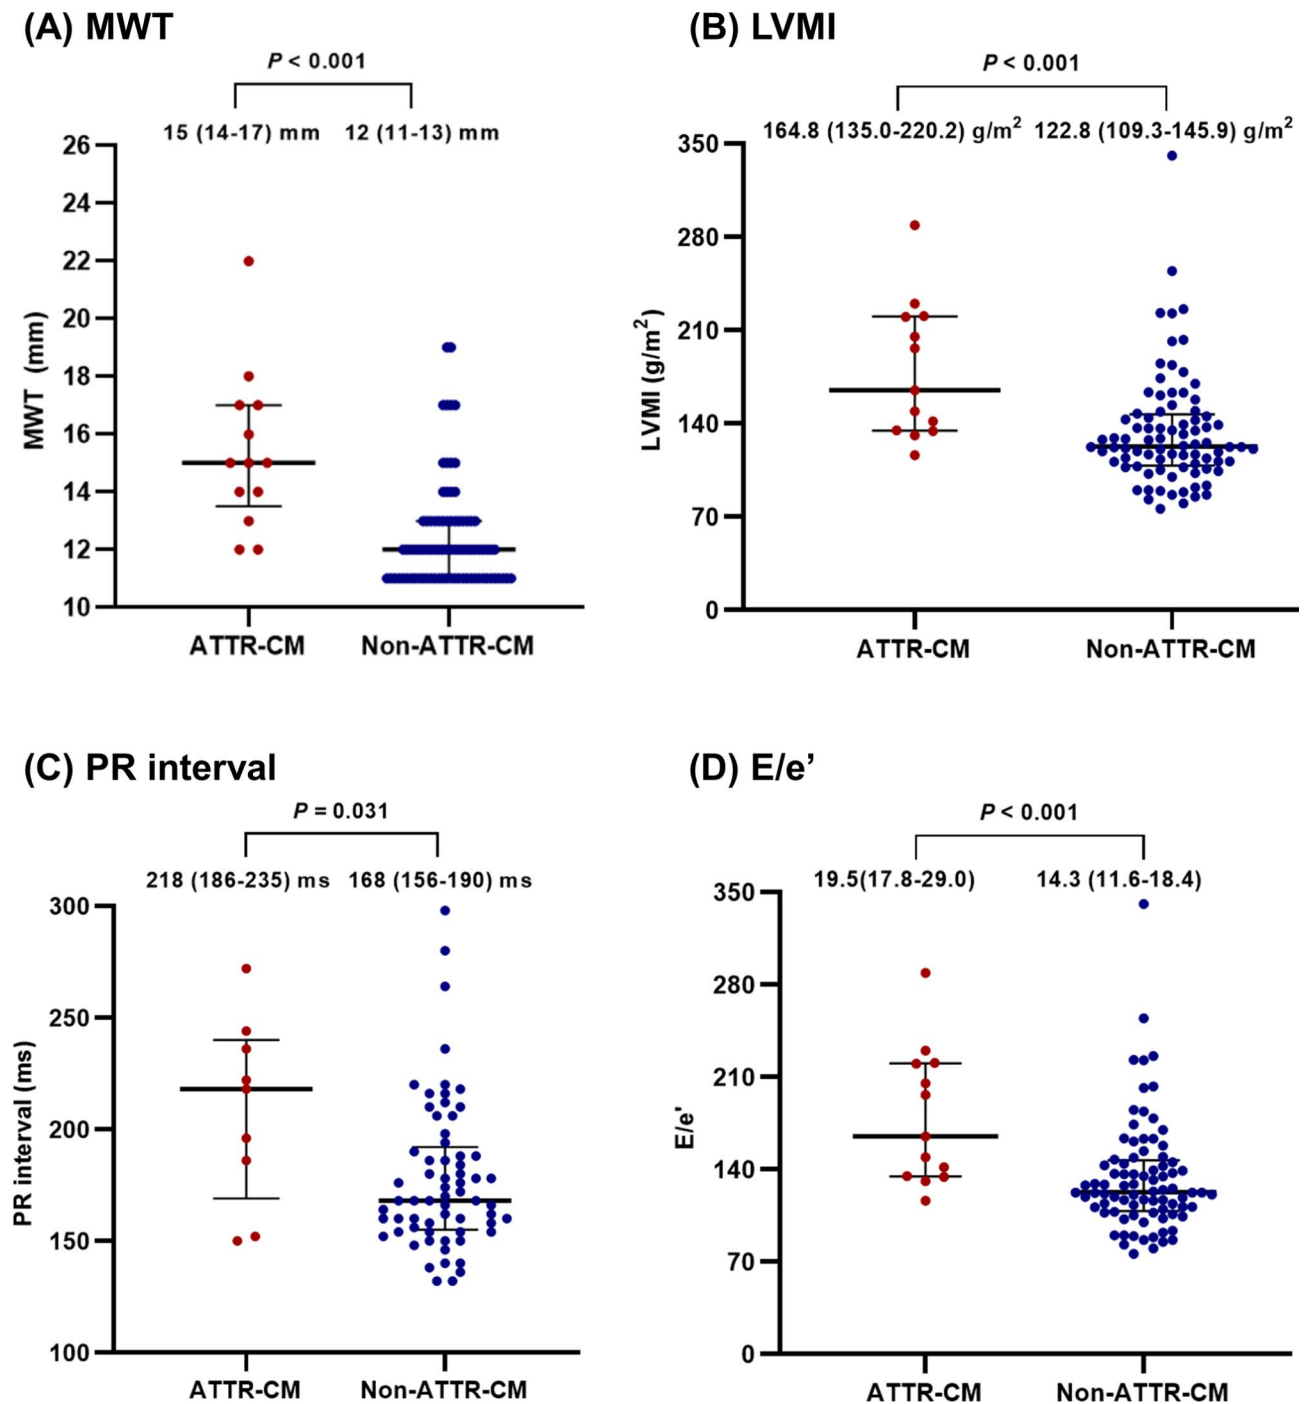 (A) MWT
P < 0.001
15 (14-17) mm 12 (11-13) mm
26
24
22
20
18
16
14
12
10
MWT (mm)
ATTR-CM Non-ATTR-CM
(B) LVMI
P < 0.001
164.8 (135.0-220.2) g/m² 122.8 (109.3-145.9) g/m²
350
280
210
140
70
0
LVMI (g/m²)
ATTR-CM Non-ATTR-CM
(C) PR interval
P = 0.031
218 (186-235) ms 168 (156-190) ms
300
250
200
150
100
PR interval (ms)
ATTR-CM Non-ATTR-CM
(D) E/e’
P < 0.001
19.5(17.8-29.0) 14.3 (11.6-18.4)
350
280
210
140
70
0
E/e'
ATTR-CM Non-ATTR-CM